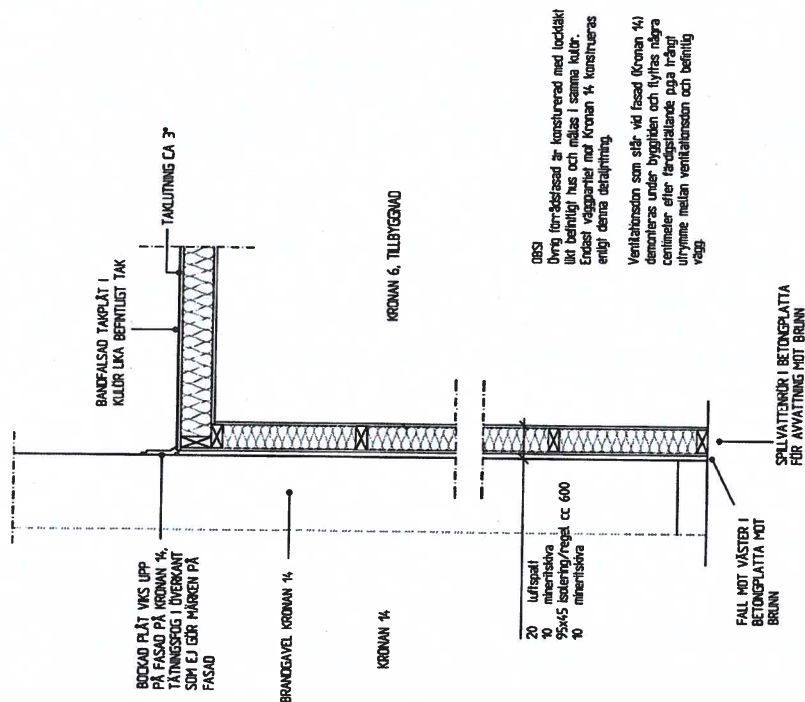 BOCKAD PLÅT VIKS UPP
PÅ FASAD PÅ KRONAN 14,
TÄTNINGSFOG I ÖVERKANT
SOM EJ GÖR MÄRKEN PÅ
FASAD
BANDFALSAD TAKPLÅT I
KULÖR LIKA BEFINTLIGT TAK
TAKLUTNING CA 3°
BRANDGAVEL KRONAN 14
KRONAN 14
KRONAN 6, TILLBYGGNAD
20 luftspalt
10 mineritskiva
95x45 isolering/regel cc 600
10 mineritskiva
OBS!
Övrig förrådsfasad är konstruerad med lockläkt
likt befintligt hus och målas i samma kulör.
Endast väggpartiet mot Kronan 14 konstrueras
enligt denna detaljritning.
Ventilationsdon som står vid fasad (Kronan 14)
demonteras under byggtiden och flyttas några
centimeter efter färdigställande p.g.a trångt
utrymme mellan ventilationsdon och befintlig
vägg.
FALL MOT VÄSTER I
BETONGPLATTA MOT
BRUNN
SPILLVATTENRÖR I BETONGPLATTA
FÖR AVVATTNING MOT BRUNN